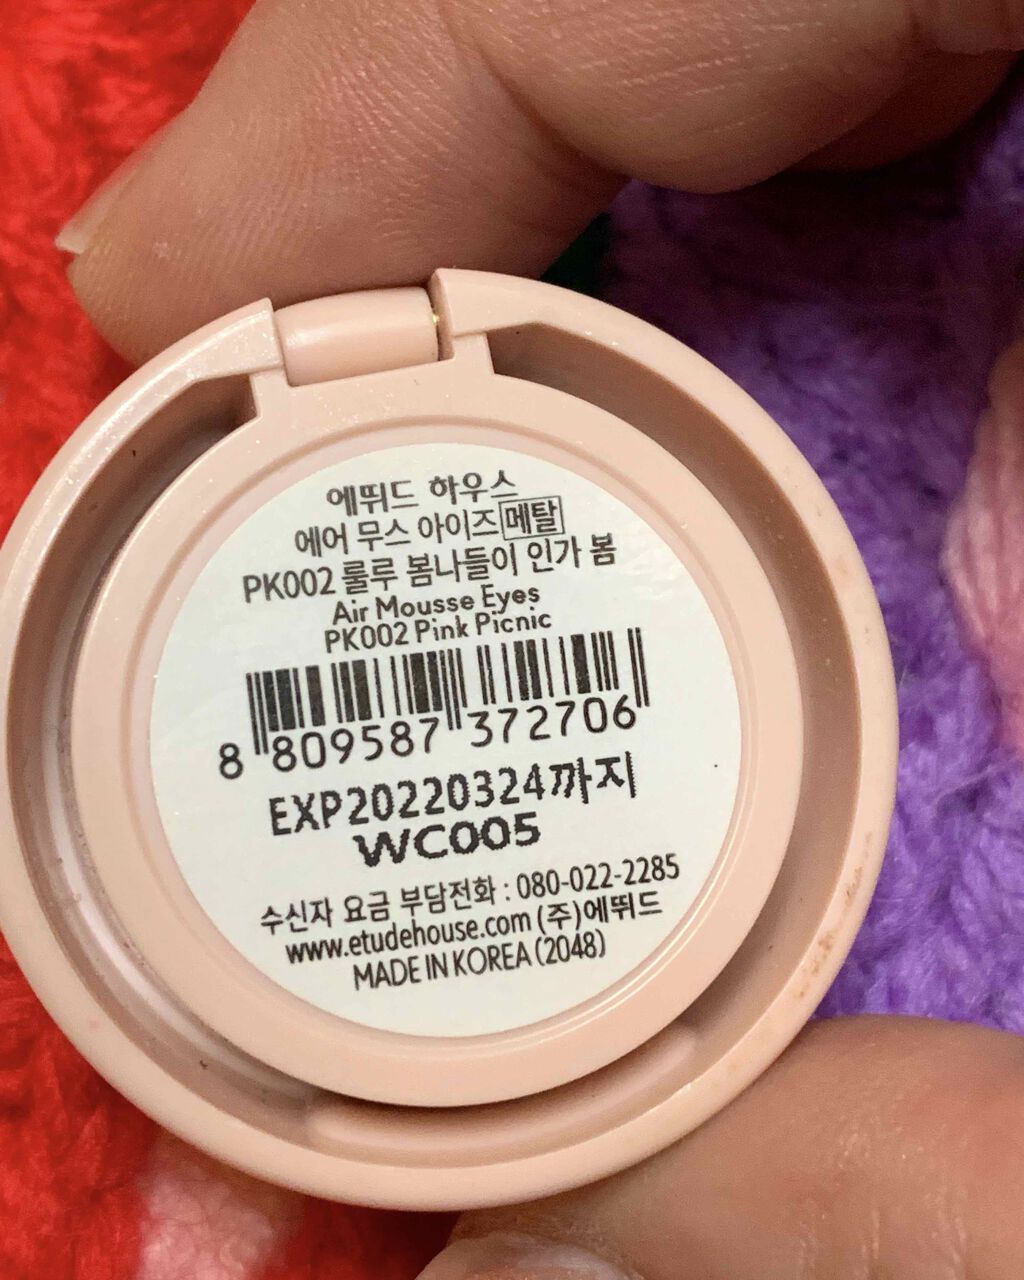 에뛰드 하우스
에어 무스 아이즈 메탈
PK002 룰루 봄나들이 인가 봄
Air Mousse Eyes
PK002 Pink Picnic
8 809587 372706
EXP20220324까지
WC005
수신자 요금 부담전화 : 080-022-2285
www.etudehouse.com (주)에뛰드
MADE IN KOREA (2048)